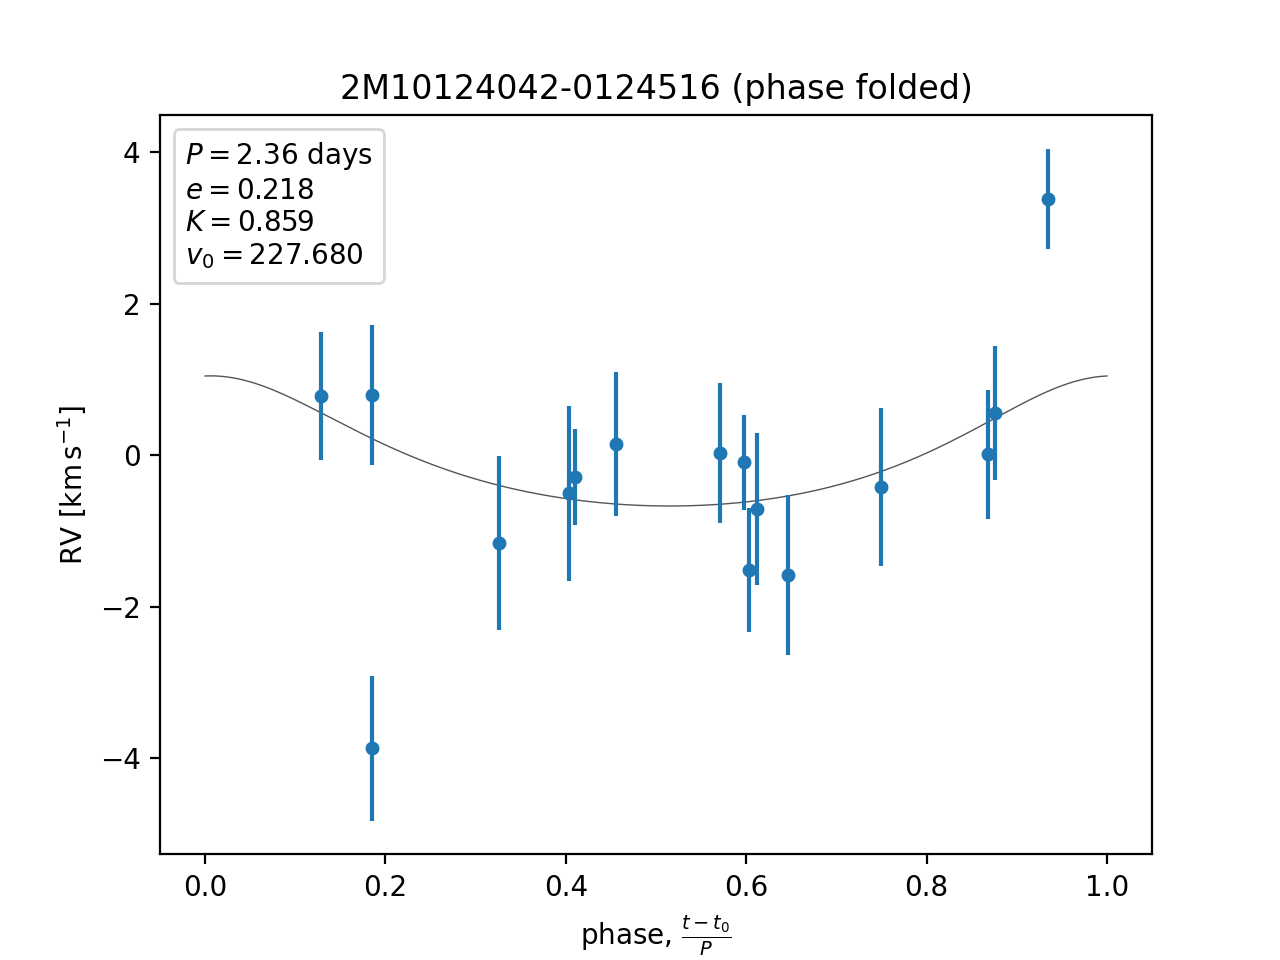 2M10124042-0124516 (phase folded)
P = 2.36 days
e = 0.218
K = 0.859
v₀ = 227.680
RV [km s⁻¹]
4
2
0
−2
−4
0.0 0.2 0.4 0.6 0.8 1.0
phase, (t − t₀)/P